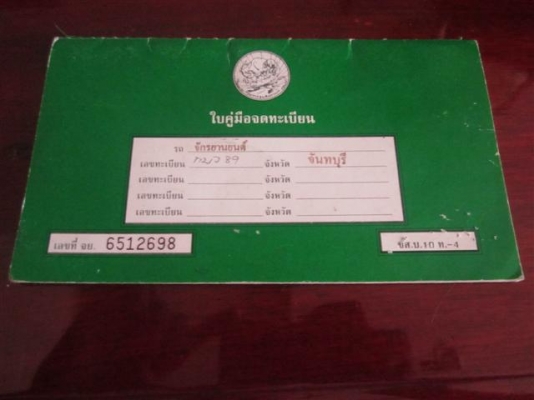 ใบคู่มือจดทะเบียน
รถ จักรยานยนต์
เลขทะเบียน กบว 89 จังหวัด จันทบุรี
เลขทะเบียน จังหวัด
เลขทะเบียน จังหวัด
เลขทะเบียน จังหวัด
เลขที่ จย. 6512698
ขส.บ.10 ท.-4